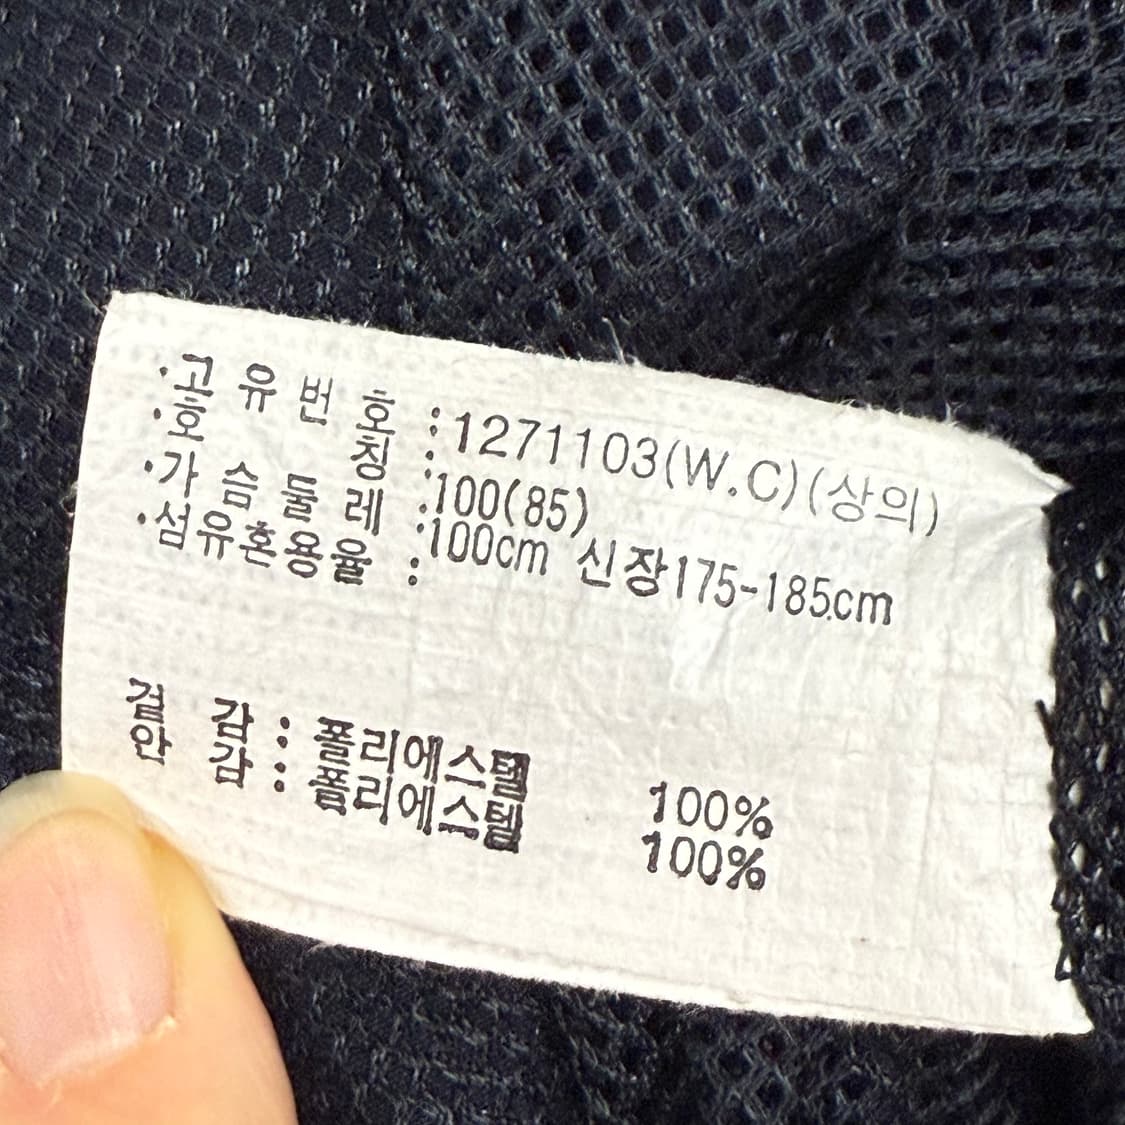 ·고유번호 : 1271103(W.C)(상의)
·호칭 : 100(85)
·가슴둘레 : 100cm 신장175-185cm
·섬유혼용율 :
겉감 : 폴리에스텔 100%
안감 : 폴리에스텔 100%